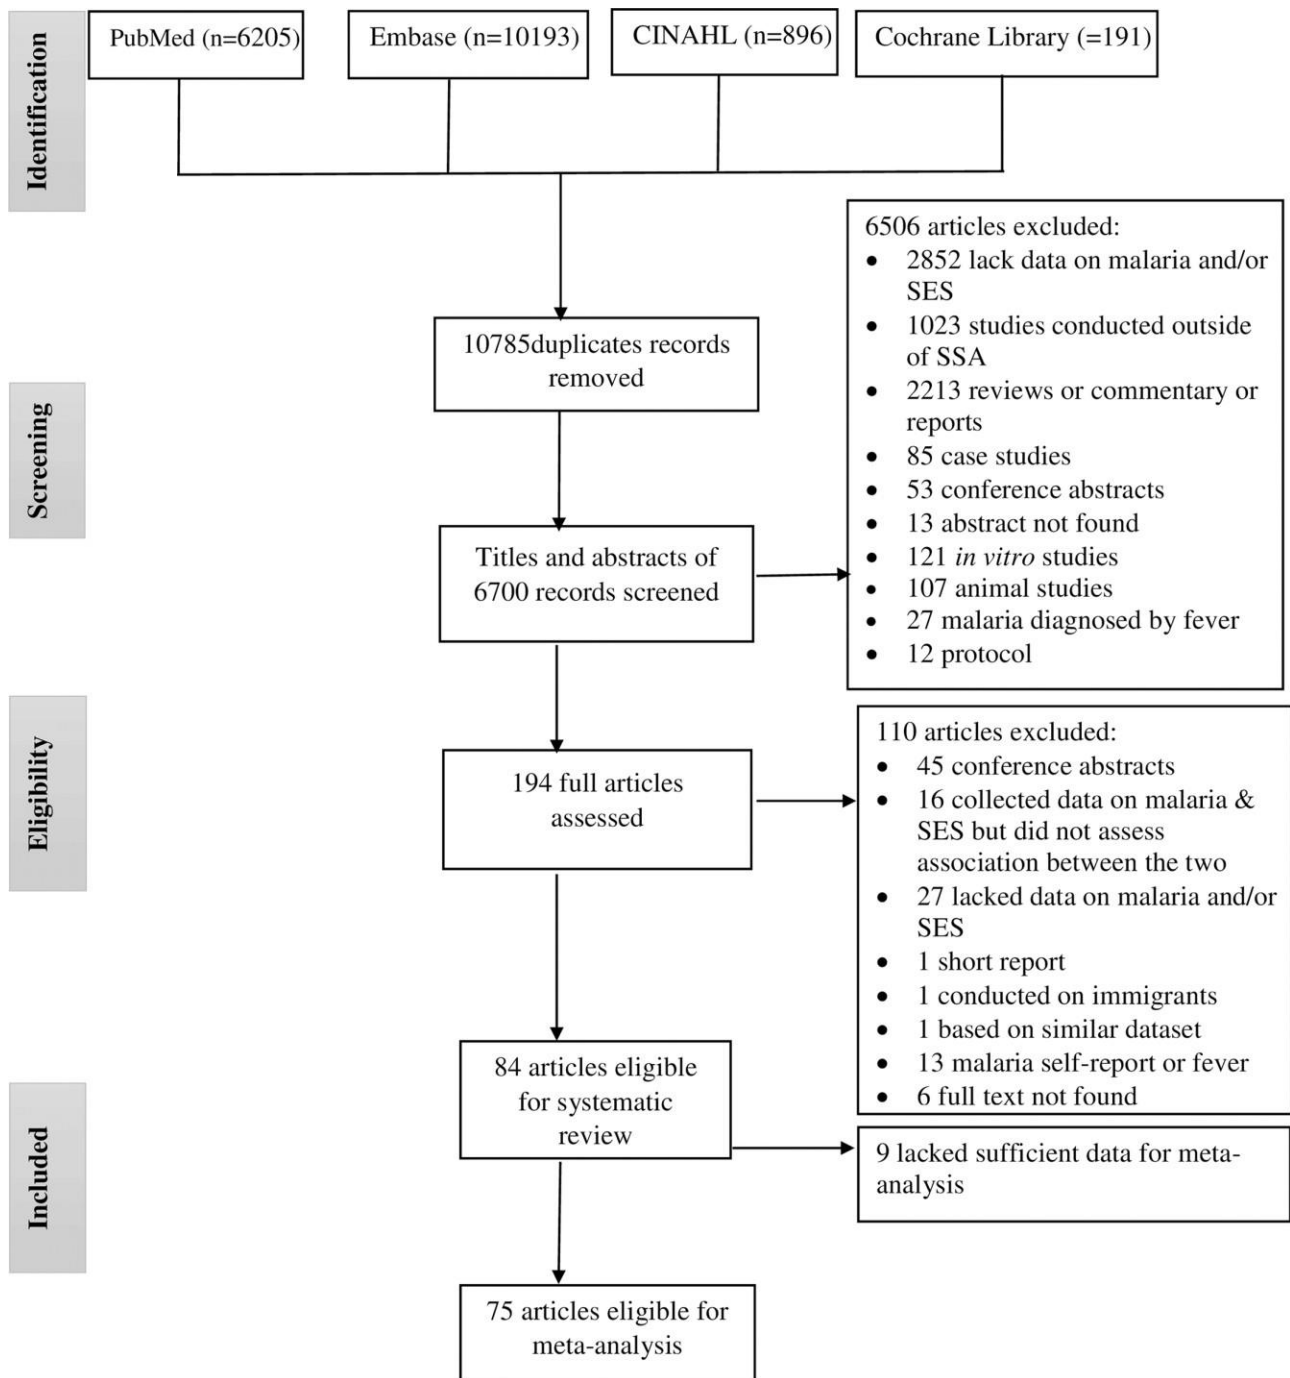 Identification
PubMed (n=6205)
Embase (n=10193)
CINAHL (n=896)
Cochrane Library (=191)
Screening
10785duplicates records
removed
Titles and abstracts of
6700 records screened
6506 articles excluded:
• 2852 lack data on malaria and/or
SES
• 1023 studies conducted outside
of SSA
• 2213 reviews or commentary or
reports
• 85 case studies
• 53 conference abstracts
• 13 abstract not found
• 121 in vitro studies
• 107 animal studies
• 27 malaria diagnosed by fever
• 12 protocol
Eligibility
194 full articles
assessed
110 articles excluded:
• 45 conference abstracts
• 16 collected data on malaria &
SES but did not assess
association between the two
• 27 lacked data on malaria and/or
SES
• 1 short report
• 1 conducted on immigrants
• 1 based on similar dataset
• 13 malaria self-report or fever
• 6 full text not found
Included
84 articles eligible
for systematic
review
9 lacked sufficient data for meta-
analysis
75 articles eligible for
meta-analysis